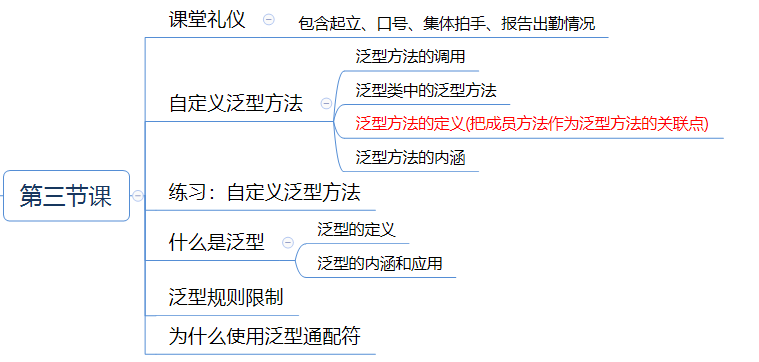 第三节课
课堂礼仪
包含起立、口号、集体拍手、报告出勤情况
自定义泛型方法
泛型方法的调用
泛型类中的泛型方法
泛型方法的定义(把成员方法作为泛型方法的关联点)
泛型方法的内涵
练习：自定义泛型方法
什么是泛型
泛型的定义
泛型的内涵和应用
泛型规则限制
为什么使用泛型通配符